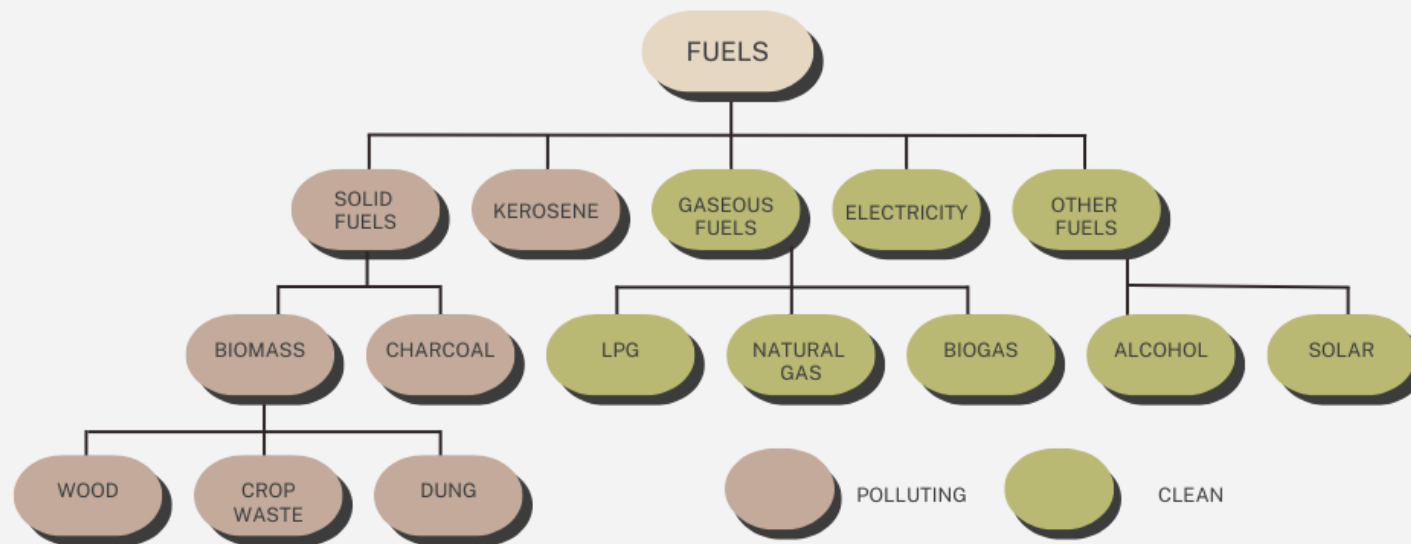 FUELS
SOLID
FUELS
KEROSENE
GASEOUS
FUELS
ELECTRICITY
OTHER
FUELS
BIOMASS
CHARCOAL
LPG
NATURAL
GAS
BIOGAS
ALCOHOL
SOLAR
WOOD
CROP
WASTE
DUNG
POLLUTING
CLEAN